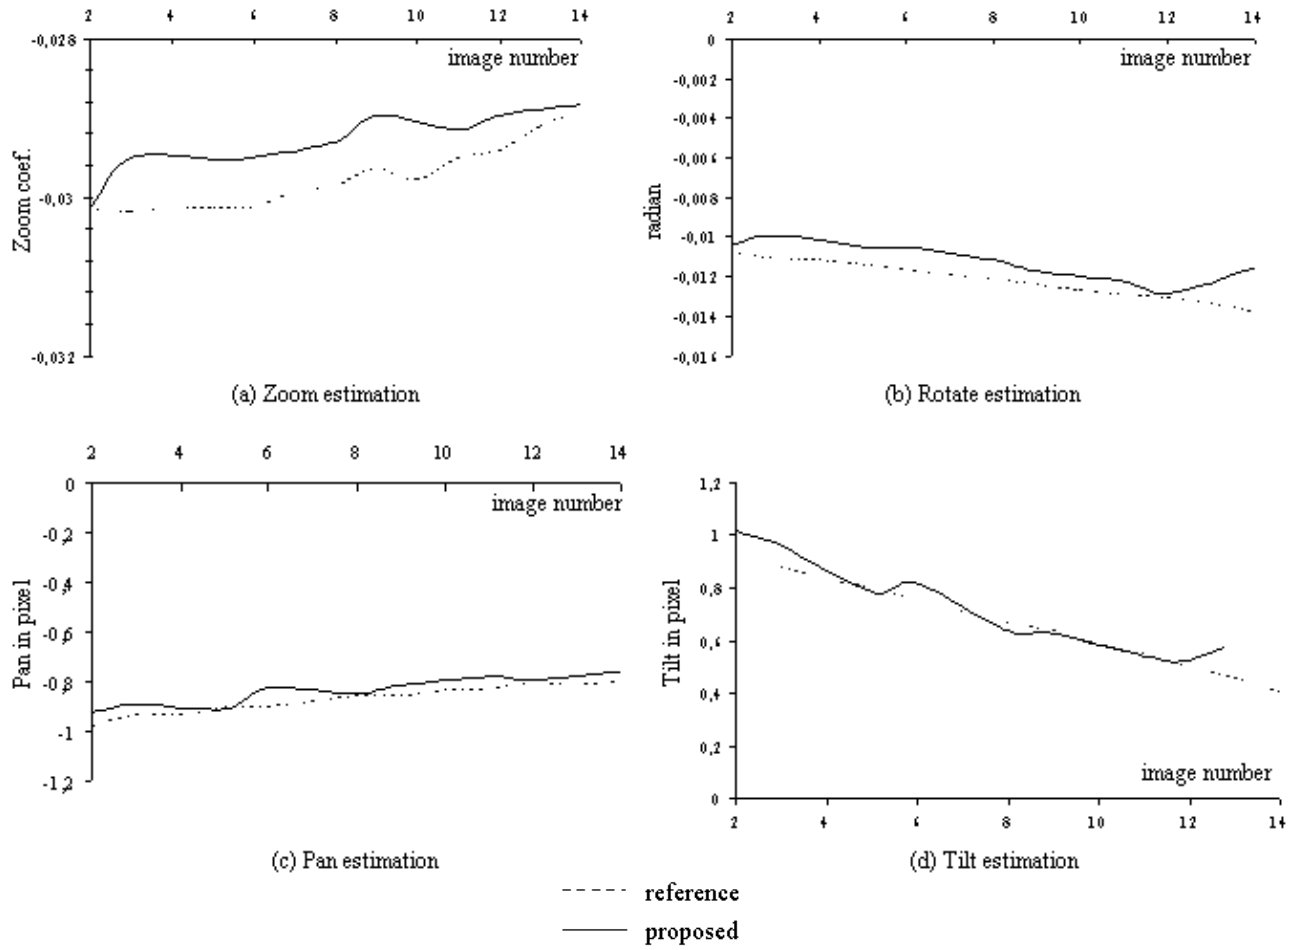 2 4 6 8 10 12 14
-0,028
image number
Zoom coef.
-0,03
-0,032
(a) Zoom estimation
2 4 6 8 10 12 14
0
image number
-0,002
-0,004
-0,006
-0,008
radian
-0,01
-0,012
-0,014
-0,016
(b) Rotate estimation
2 4 6 8 10 12 14
0
image number
-0,2
-0,4
Pan in pixel
-0,6
-0,8
-1
-1,2
(c) Pan estimation
1,2
1
0,8
Tilt in pixel
0,6
0,4
0,2
image number
0
2 4 6 8 10 12 14
(d) Tilt estimation
reference
proposed